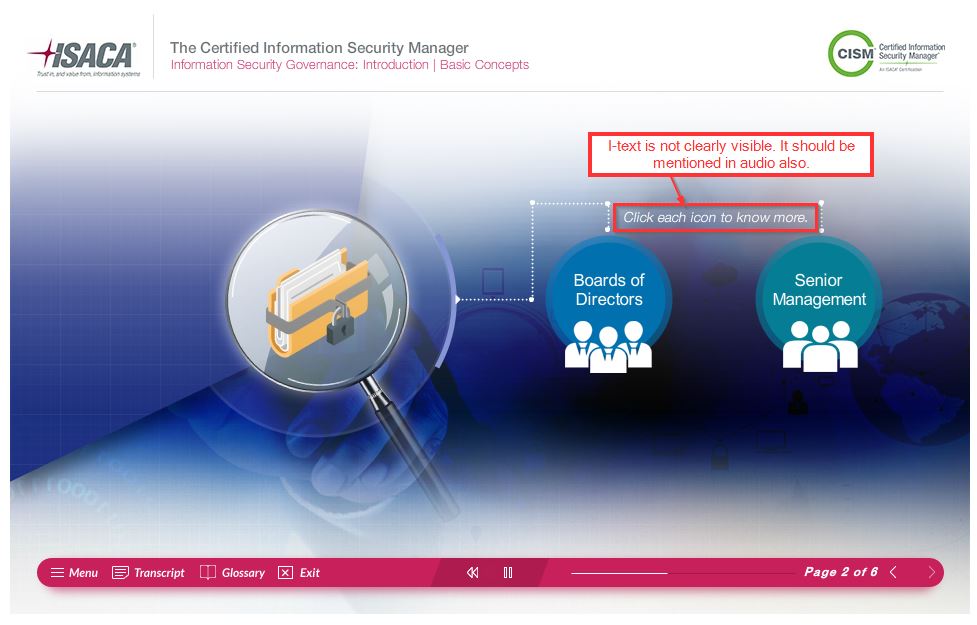 ISACA®
Trust in, and value from, information systems
The Certified Information Security Manager
Information Security Governance: Introduction | Basic Concepts
CISM® Certified Information
Security Manager®
An ISACA® Certification
I-text is not clearly visible. It should be
mentioned in audio also.
Click each icon to know more.
Boards of
Directors
Senior
Management
Menu
Transcript
Glossary
Exit
Page 2 of 6